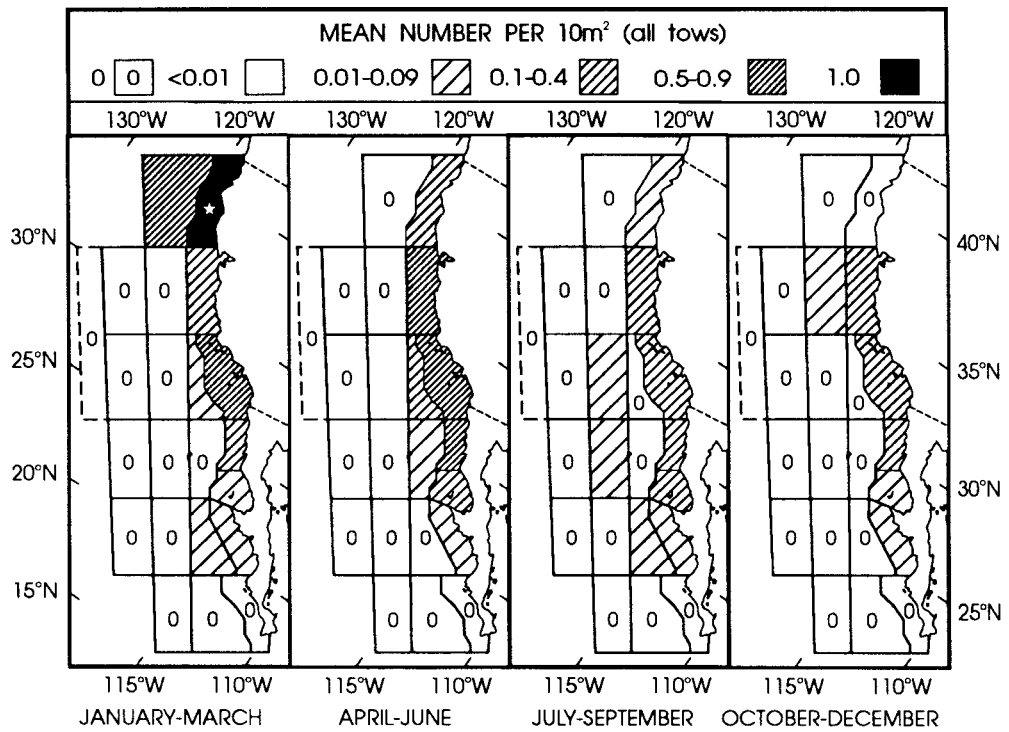 MEAN NUMBER PER 10m² (all tows)
0 0 <0.01 0.01-0.09 0.1-0.4 0.5-0.9 1.0
130°W 120°W 130°W 120°W 130°W 120°W 130°W 120°W
0 0 0 0
30°N 40°N
0 0 0 0 0 0 0
0 0 0
25°N 35°N
0 0 0 0 0 0 0 0
0 0 0 0 0 0 0 0 0 0
20°N 30°N
0 0 0 0 0 0 0 0 0 0
15°N 25°N
0 0 0 0 0 0 0 0 0 0 0
115°W 110°W 115°W 110°W 115°W 110°W 115°W 110°W
JANUARY-MARCH APRIL-JUNE JULY-SEPTEMBER OCTOBER-DECEMBER